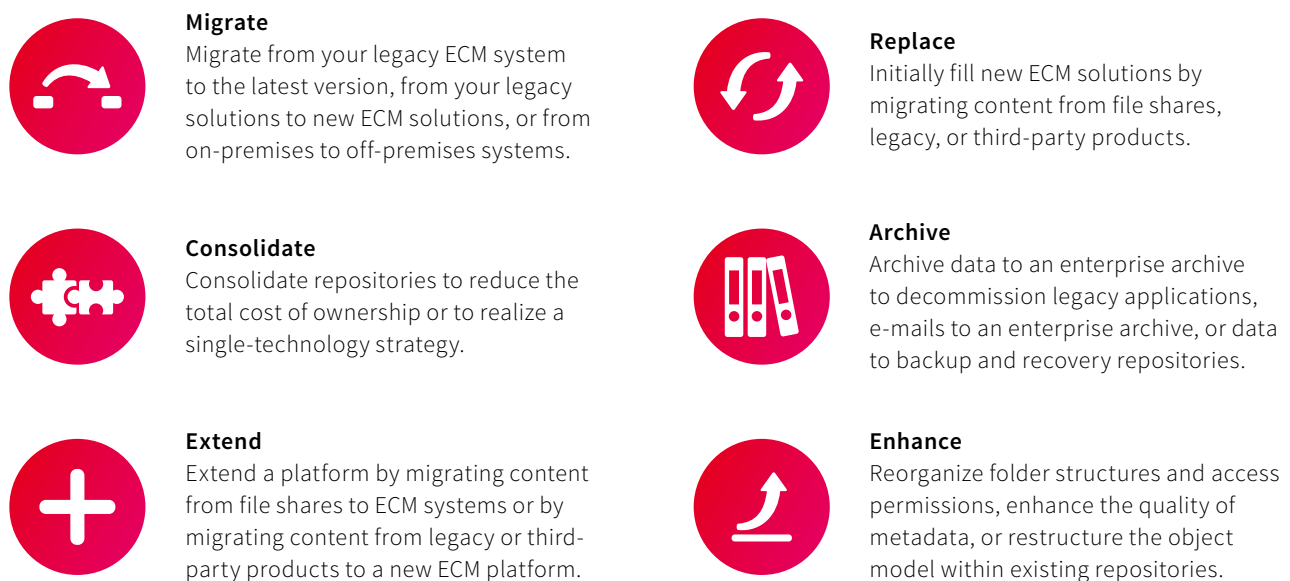 Migrate
Migrate from your legacy ECM system
to the latest version, from your legacy
solutions to new ECM solutions, or from
on-premises to off-premises systems.
Replace
Initially fill new ECM solutions by
migrating content from file shares,
legacy, or third-party products.
Consolidate
Consolidate repositories to reduce the
total cost of ownership or to realize a
single-technology strategy.
Archive
Archive data to an enterprise archive
to decommission legacy applications,
e-mails to an enterprise archive, or data
to backup and recovery repositories.
Extend
Extend a platform by migrating content
from file shares to ECM systems or by
migrating content from legacy or third-
party products to a new ECM platform.
Enhance
Reorganize folder structures and access
permissions, enhance the quality of
metadata, or restructure the object
model within existing repositories.